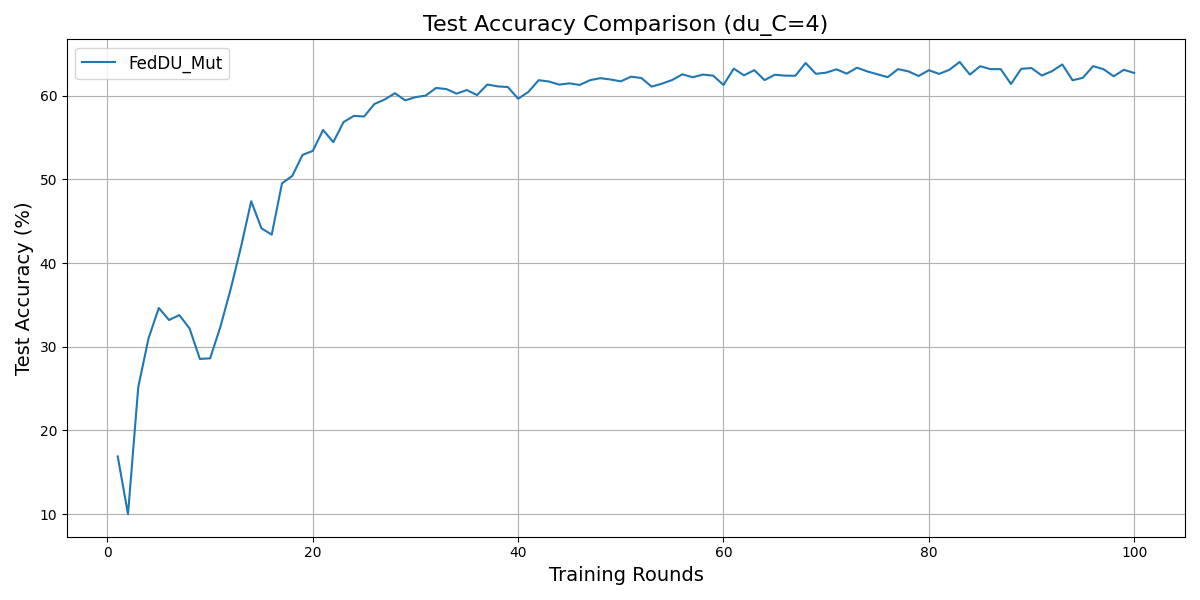 Test Accuracy Comparison (du_C=4)
FedDU_Mut
Test Accuracy (%)
60
50
40
30
20
10
0 20 40 60 80 100
Training Rounds